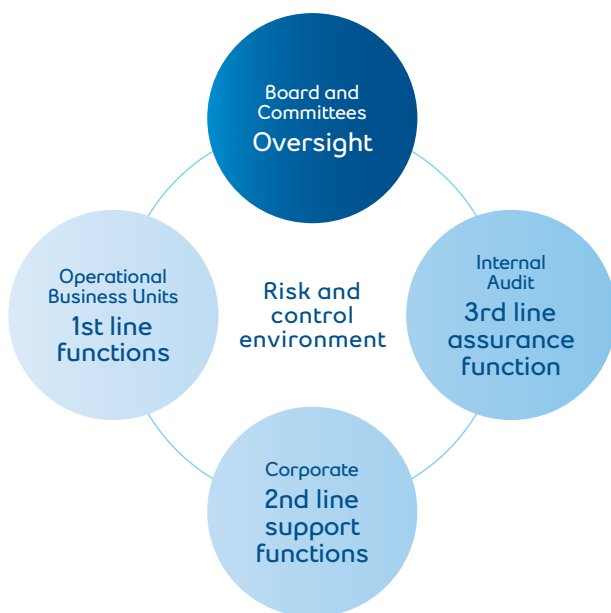 Board and
Committees
Oversight
Operational
Business Units
1st line
functions
Risk and
control
environment
Internal
Audit
3rd line
assurance
function
Corporate
2nd line
support
functions